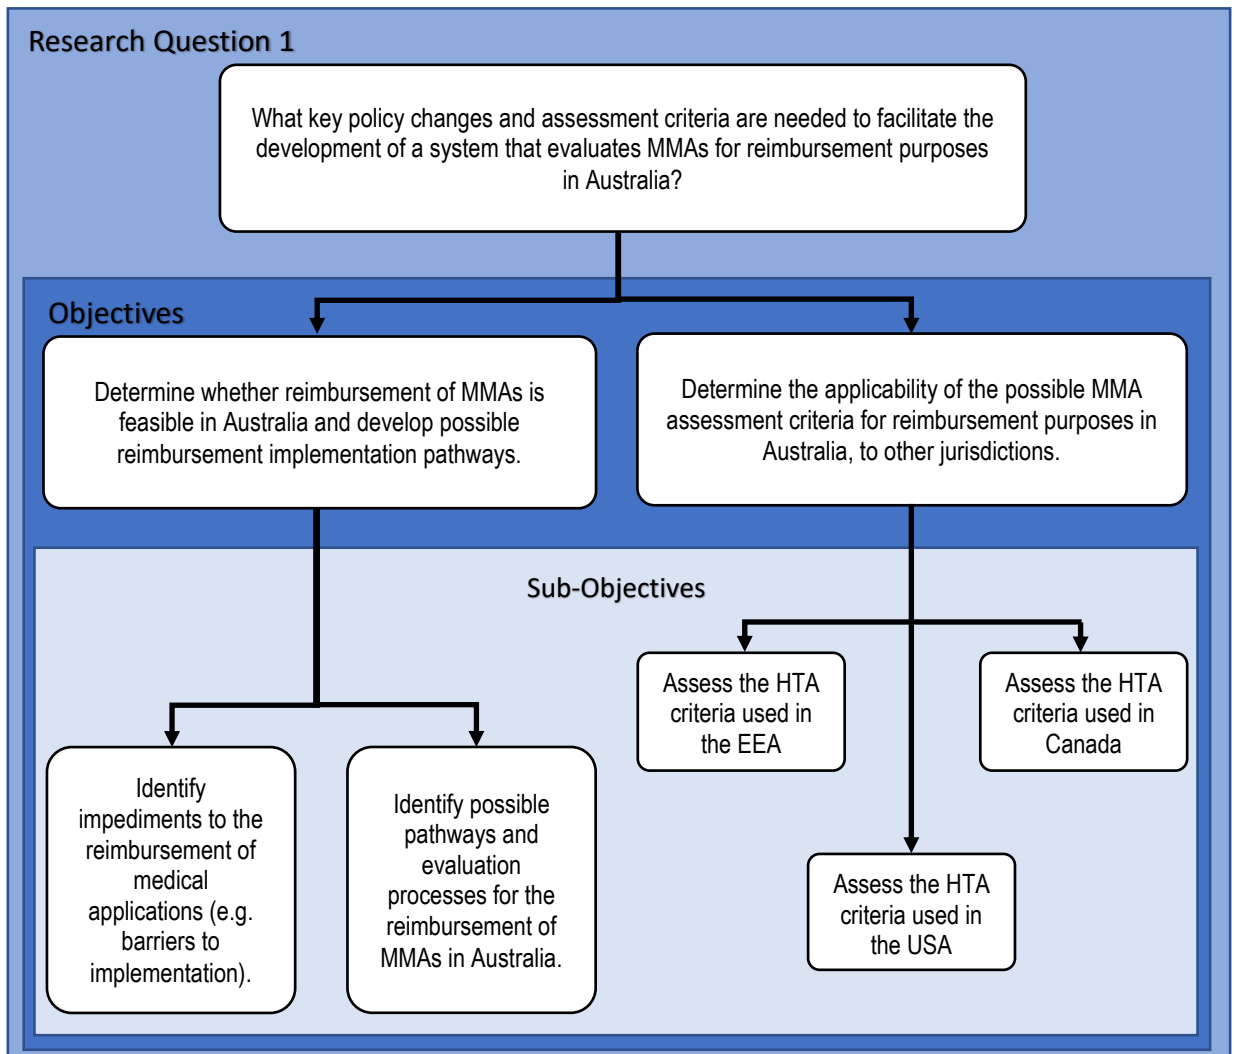 Research Question 1
What key policy changes and assessment criteria are needed to facilitate the
development of a system that evaluates MMAs for reimbursement purposes
in Australia?
Objectives
Determine whether reimbursement of MMAs is
feasible in Australia and develop possible
reimbursement implementation pathways.
Determine the applicability of the possible MMA
assessment criteria for reimbursement purposes in
Australia, to other jurisdictions.
Sub-Objectives
Identify
impediments to the
reimbursement of
medical
applications (e.g.
barriers to
implementation).
Identify possible
pathways and
evaluation
processes for the
reimbursement of
MMAs in Australia.
Assess the HTA
criteria used in
the EEA
Assess the HTA
criteria used in
the USA
Assess the HTA
criteria used in
Canada